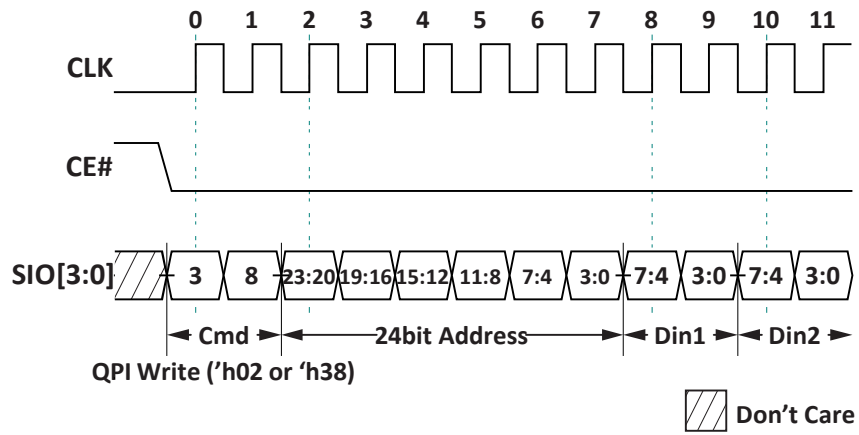 0 1 2 3 4 5 6 7 8 9 10 11
CLK
CE#
SIO[3:0] 3 8 23:20 19:16 15:12 11:8 7:4 3:0 7:4 3:0 7:4 3:0
Cmd 24bit Address Din1 Din2
QPI Write (’h02 or ‘h38)
Don’t Care